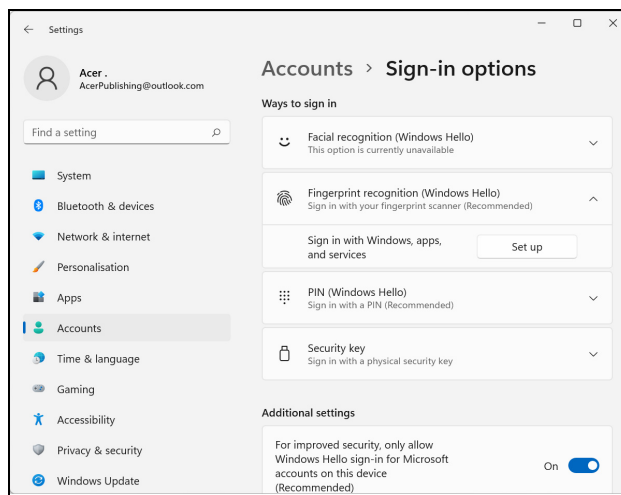 Settings
Acer .
AcerPublishing@outlook.com
Find a setting
System
Bluetooth & devices
Network & internet
Personalisation
Apps
Accounts
Time & language
Gaming
Accessibility
Privacy & security
Windows Update
Accounts > Sign-in options
Ways to sign in
Facial recognition (Windows Hello)
This option is currently unavailable
Fingerprint recognition (Windows Hello)
Sign in with your fingerprint scanner (Recommended)
Sign in with Windows, apps,
and services
Set up
PIN (Windows Hello)
Sign in with a PIN (Recommended)
Security key
Sign in with a physical security key
Additional settings
For improved security, only allow
Windows Hello sign-in for Microsoft
accounts on this device
(Recommended)
On